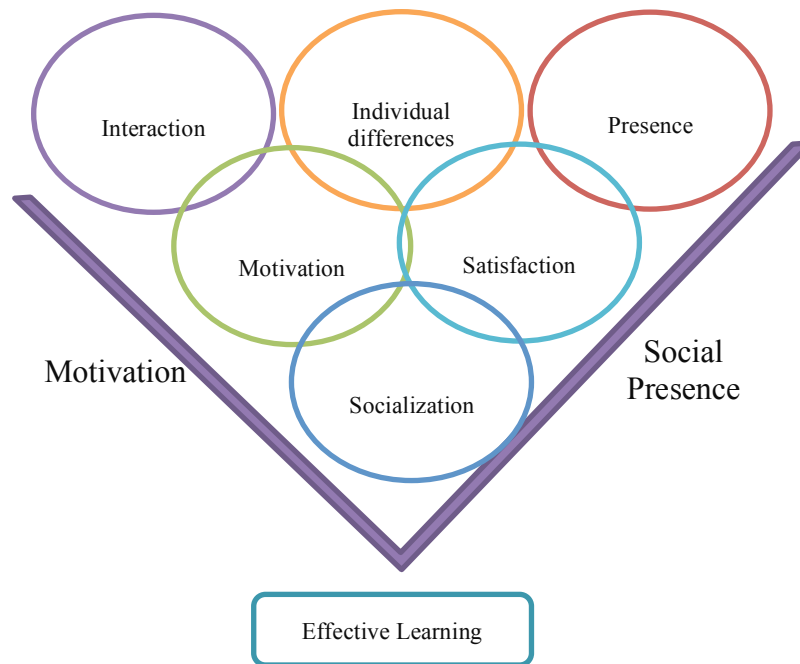 Interaction
Individual
differences
Presence
Motivation
Satisfaction
Motivation
Social
Presence
Socialization
Effective Learning